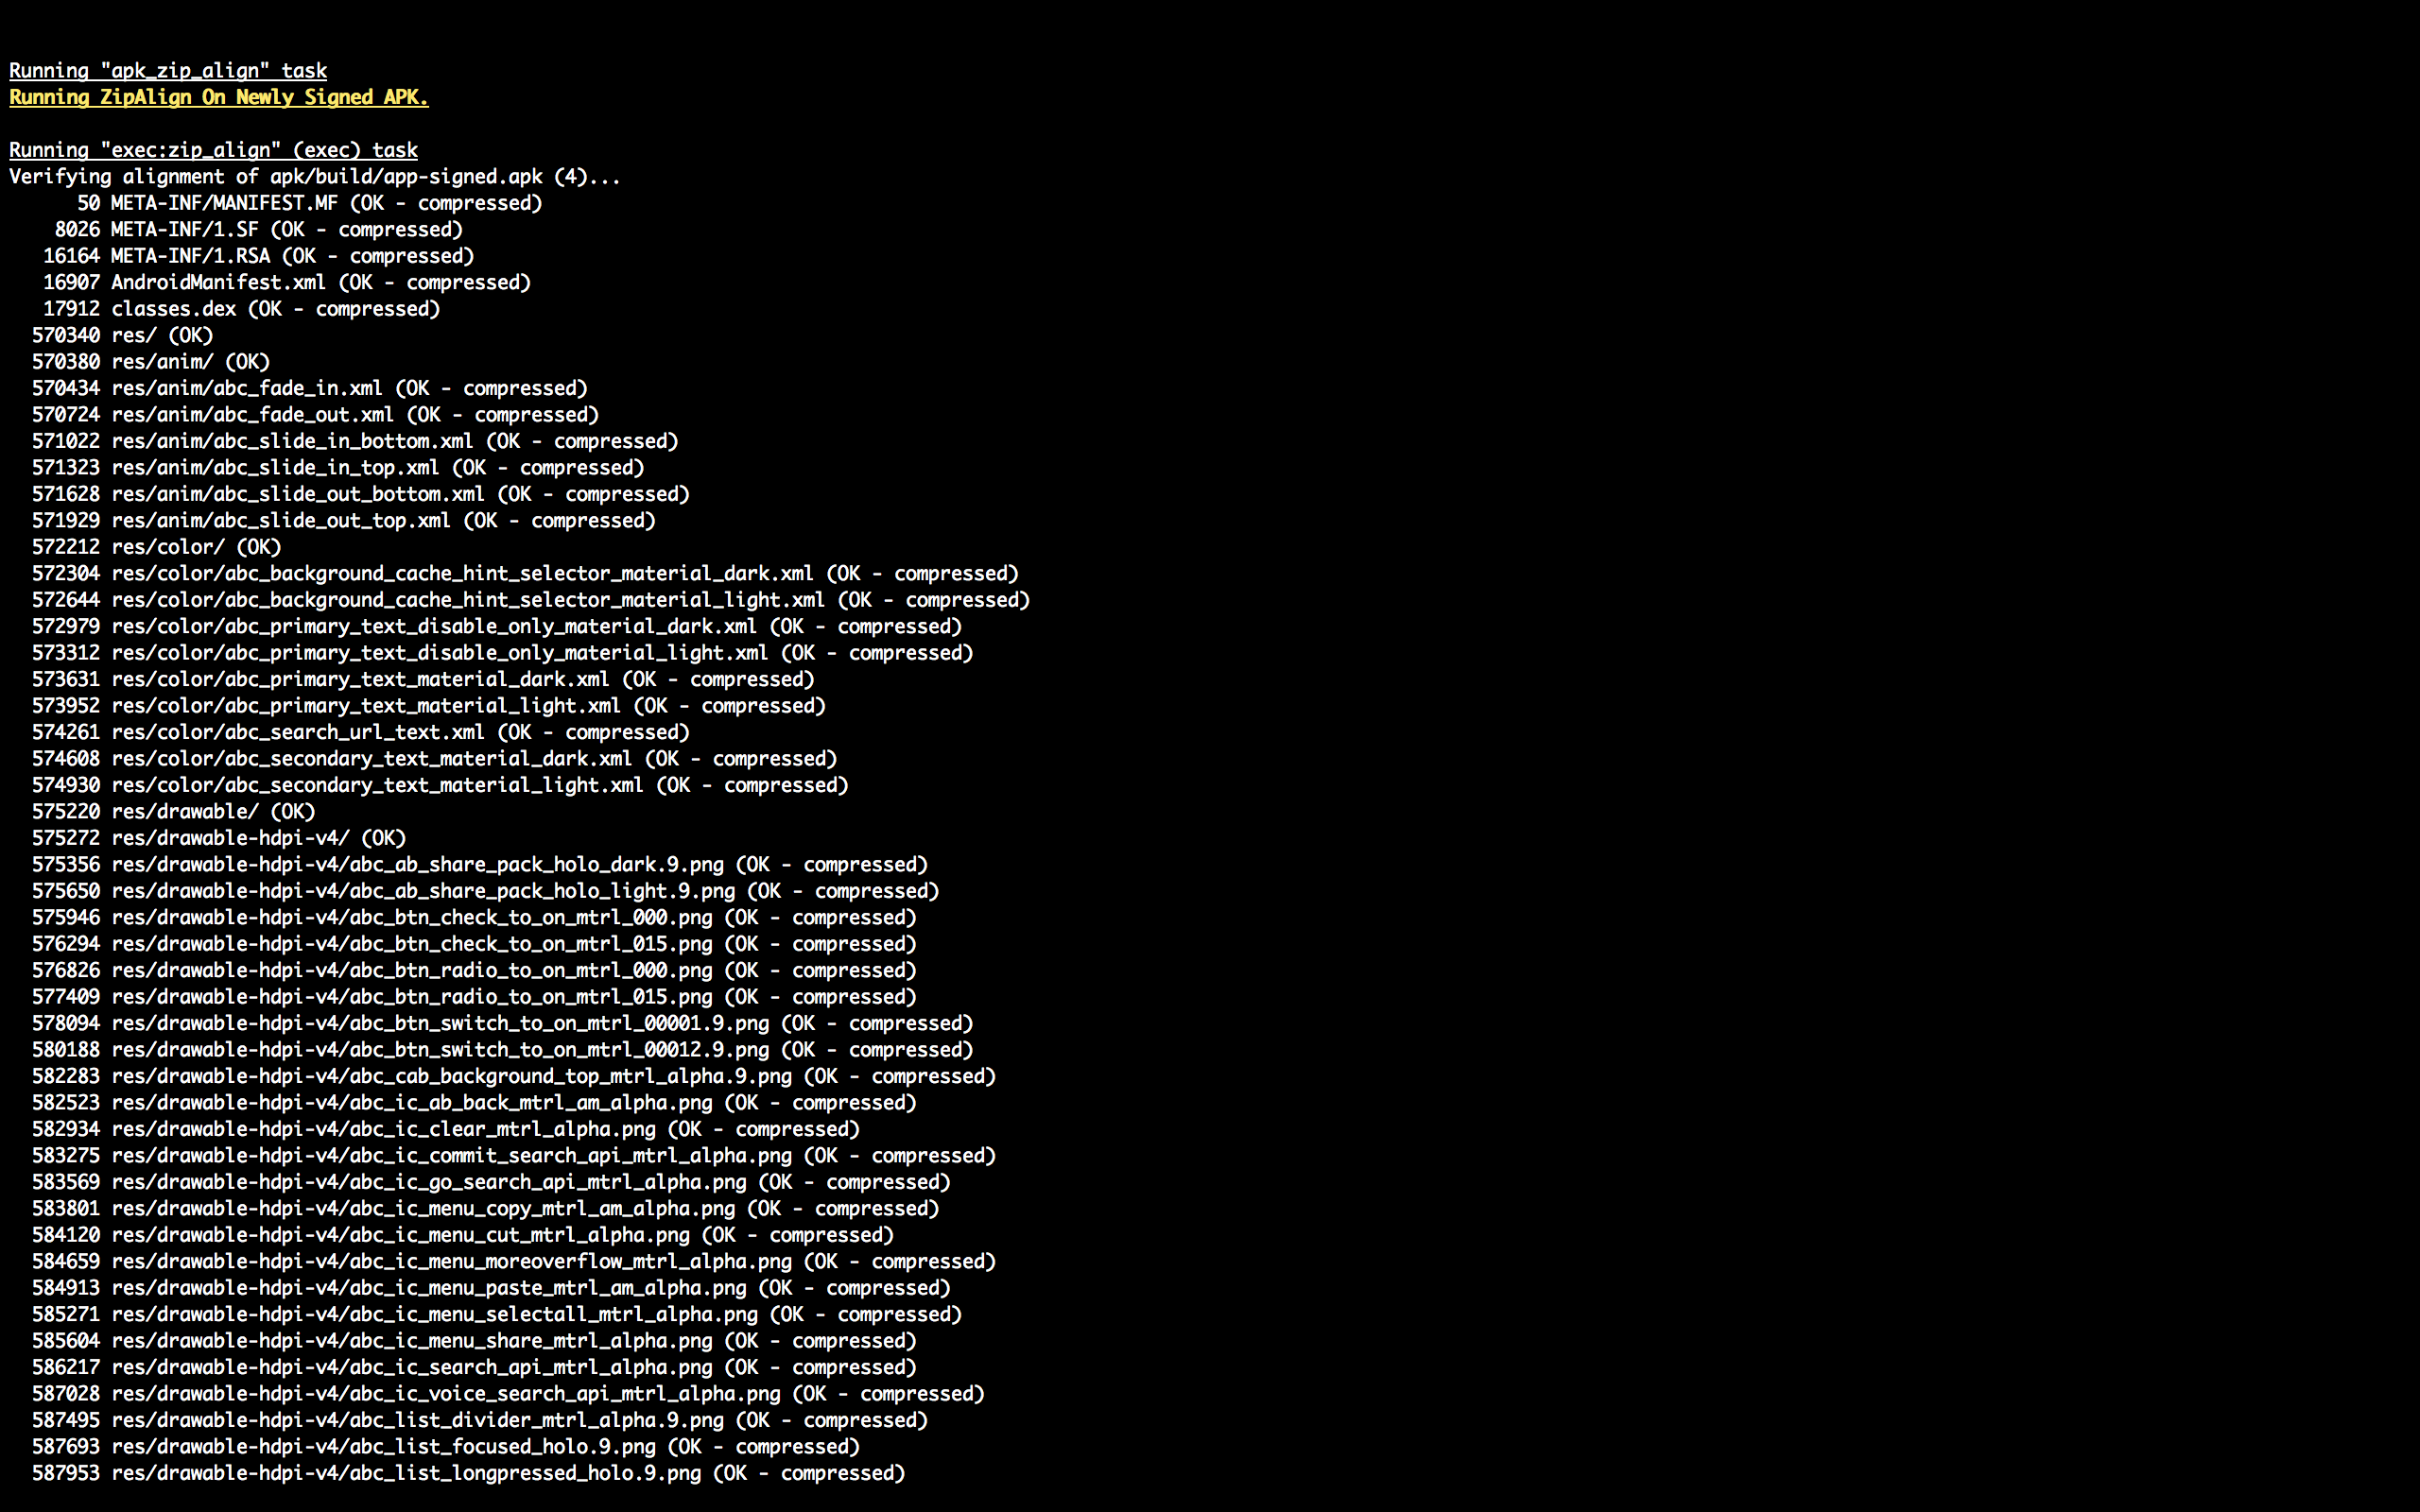 Running "apk_zip_align" task
Running ZipAlign On Newly Signed APK.
Running "exec:zip_align" (exec) task
Verifying alignment of apk/build/app-signed.apk (4)...
50 META-INF/MANIFEST.MF (OK - compressed)
8026 META-INF/1.SF (OK - compressed)
16164 META-INF/1.RSA (OK - compressed)
16907 AndroidManifest.xml (OK - compressed)
17912 classes.dex (OK - compressed)
570340 res/ (OK)
570380 res/anim/ (OK)
570434 res/anim/abc_fade_in.xml (OK - compressed)
570724 res/anim/abc_fade_out.xml (OK - compressed)
571022 res/anim/abc_slide_in_bottom.xml (OK - compressed)
571323 res/anim/abc_slide_in_top.xml (OK - compressed)
571628 res/anim/abc_slide_out_bottom.xml (OK - compressed)
571929 res/anim/abc_slide_out_top.xml (OK - compressed)
572212 res/color/ (OK)
572304 res/color/abc_background_cache_hint_selector_material_dark.xml (OK - compressed)
572644 res/color/abc_background_cache_hint_selector_material_light.xml (OK - compressed)
572979 res/color/abc_primary_text_disable_only_material_dark.xml (OK - compressed)
573312 res/color/abc_primary_text_disable_only_material_light.xml (OK - compressed)
573631 res/color/abc_primary_text_material_dark.xml (OK - compressed)
573952 res/color/abc_primary_text_material_light.xml (OK - compressed)
574261 res/color/abc_search_url_text.xml (OK - compressed)
574608 res/color/abc_secondary_text_material_dark.xml (OK - compressed)
574930 res/color/abc_secondary_text_material_light.xml (OK - compressed)
575220 res/drawable/ (OK)
575272 res/drawable-hdpi-v4/ (OK)
575356 res/drawable-hdpi-v4/abc_ab_share_pack_holo_dark.9.png (OK - compressed)
575650 res/drawable-hdpi-v4/abc_ab_share_pack_holo_light.9.png (OK - compressed)
575946 res/drawable-hdpi-v4/abc_btn_check_to_on_mtrl_000.png (OK - compressed)
576294 res/drawable-hdpi-v4/abc_btn_check_to_on_mtrl_015.png (OK - compressed)
576826 res/drawable-hdpi-v4/abc_btn_radio_to_on_mtrl_000.png (OK - compressed)
577409 res/drawable-hdpi-v4/abc_btn_radio_to_on_mtrl_015.png (OK - compressed)
578094 res/drawable-hdpi-v4/abc_btn_switch_to_on_mtrl_00001.9.png (OK - compressed)
580188 res/drawable-hdpi-v4/abc_btn_switch_to_on_mtrl_00012.9.png (OK - compressed)
582283 res/drawable-hdpi-v4/abc_cab_background_top_mtrl_alpha.9.png (OK - compressed)
582523 res/drawable-hdpi-v4/abc_ic_ab_back_mtrl_am_alpha.png (OK - compressed)
582934 res/drawable-hdpi-v4/abc_ic_clear_mtrl_alpha.png (OK - compressed)
583275 res/drawable-hdpi-v4/abc_ic_commit_search_api_mtrl_alpha.png (OK - compressed)
583569 res/drawable-hdpi-v4/abc_ic_go_search_api_mtrl_alpha.png (OK - compressed)
583801 res/drawable-hdpi-v4/abc_ic_menu_copy_mtrl_am_alpha.png (OK - compressed)
584120 res/drawable-hdpi-v4/abc_ic_menu_cut_mtrl_alpha.png (OK - compressed)
584659 res/drawable-hdpi-v4/abc_ic_menu_moreoverflow_mtrl_alpha.png (OK - compressed)
584913 res/drawable-hdpi-v4/abc_ic_menu_paste_mtrl_am_alpha.png (OK - compressed)
585271 res/drawable-hdpi-v4/abc_ic_menu_selectall_mtrl_alpha.png (OK - compressed)
585604 res/drawable-hdpi-v4/abc_ic_menu_share_mtrl_alpha.png (OK - compressed)
586217 res/drawable-hdpi-v4/abc_ic_search_api_mtrl_alpha.png (OK - compressed)
587028 res/drawable-hdpi-v4/abc_ic_voice_search_api_mtrl_alpha.png (OK - compressed)
587495 res/drawable-hdpi-v4/abc_list_divider_mtrl_alpha.9.png (OK - compressed)
587693 res/drawable-hdpi-v4/abc_list_focused_holo.9.png (OK - compressed)
587953 res/drawable-hdpi-v4/abc_list_longpressed_holo.9.png (OK - compressed)